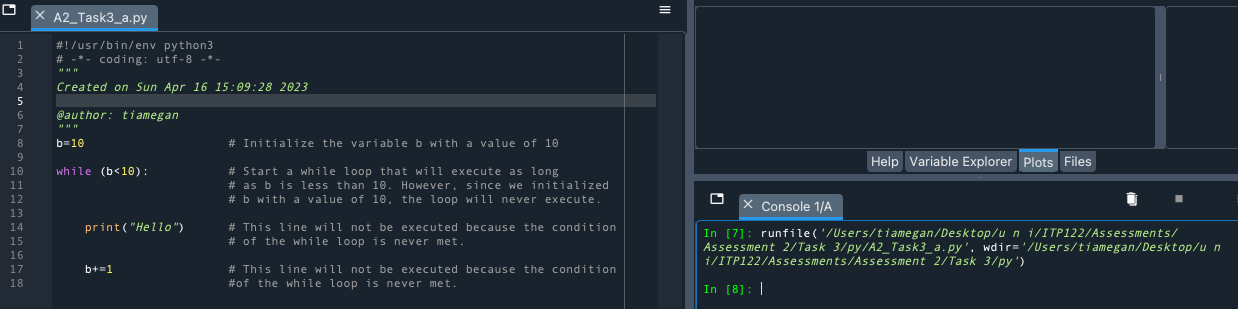 A2_Task3_a.py
1 #!/usr/bin/env python3
2 # -*- coding: utf-8 -*-
3 """
4 Created on Sun Apr 16 15:09:28 2023
5
6 @author: tiamegan
7 """
8 b=10 # Initialize the variable b with a value of 10
9
10 while (b<10): # Start a while loop that will execute as long
11 # as b is less than 10. However, since we initialized
12 # b with a value of 10, the loop will never execute.
13
14 print("Hello") # This line will not be executed because the condition
15 # of the while loop is never met.
16
17 b+=1 # This line will not be executed because the condition
18 #of the while loop is never met.
Help Variable Explorer Plots Files
Console 1/A
In [7]: runfile('/Users/tiamegan/Desktop/u n i/ITP122/Assessments/
Assessment 2/Task 3/py/A2_Task3_a.py', wdir='/Users/tiamegan/Desktop/u n
i/ITP122/Assessments/Assessment 2/Task 3/py')
In [8]: